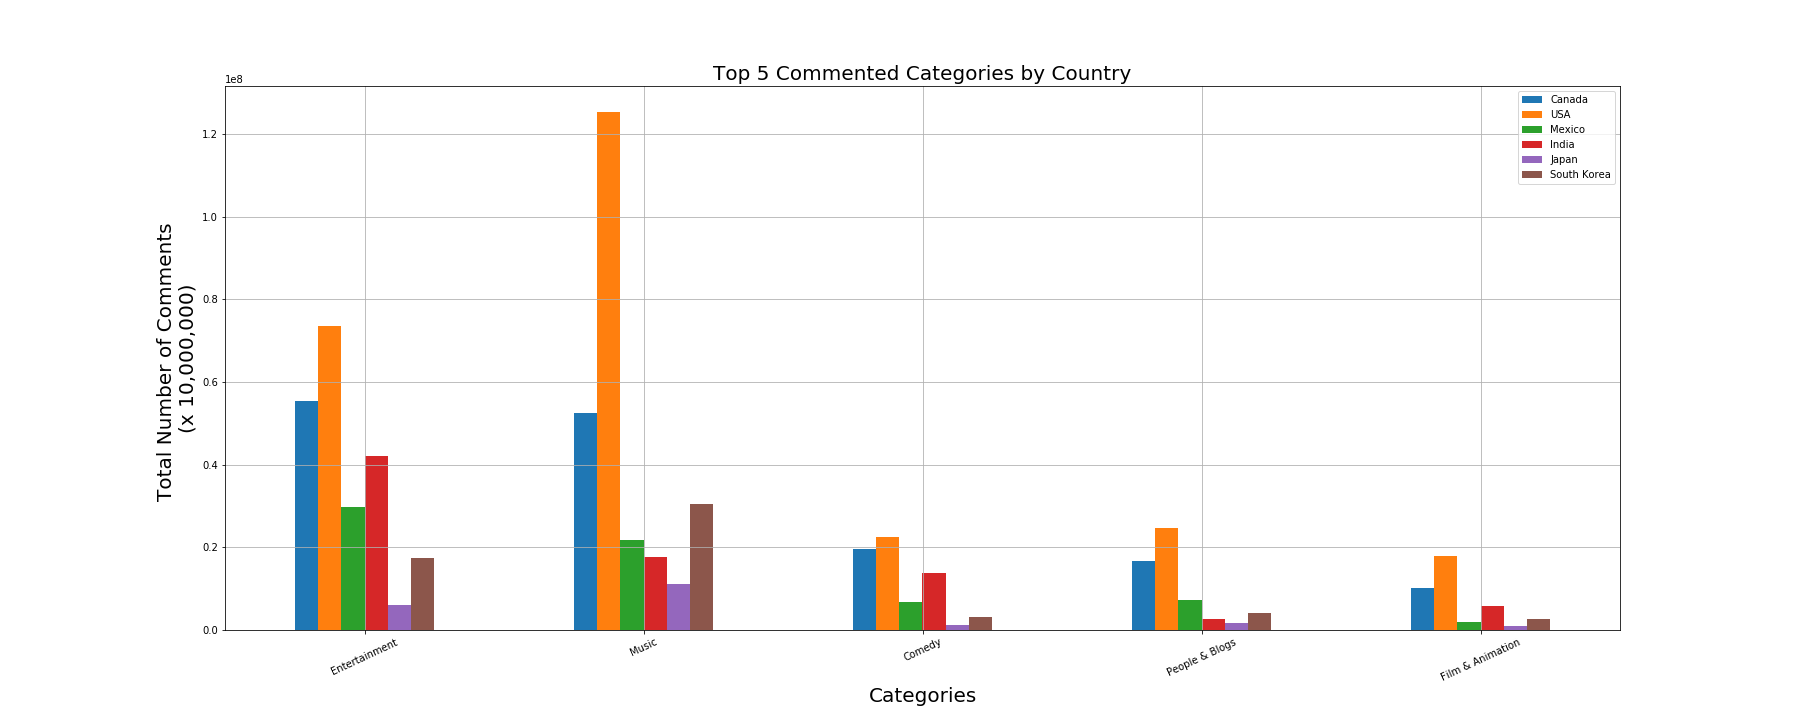 Top 5 Commented Categories by Country
1e8
Canada
USA
Mexico
India
Japan
South Korea
1.2
1.0
0.8
0.6
0.4
0.2
0.0
Total Number of Comments
(x 10,000,000)
Entertainment
Music
Comedy
People & Blogs
Film & Animation
Categories